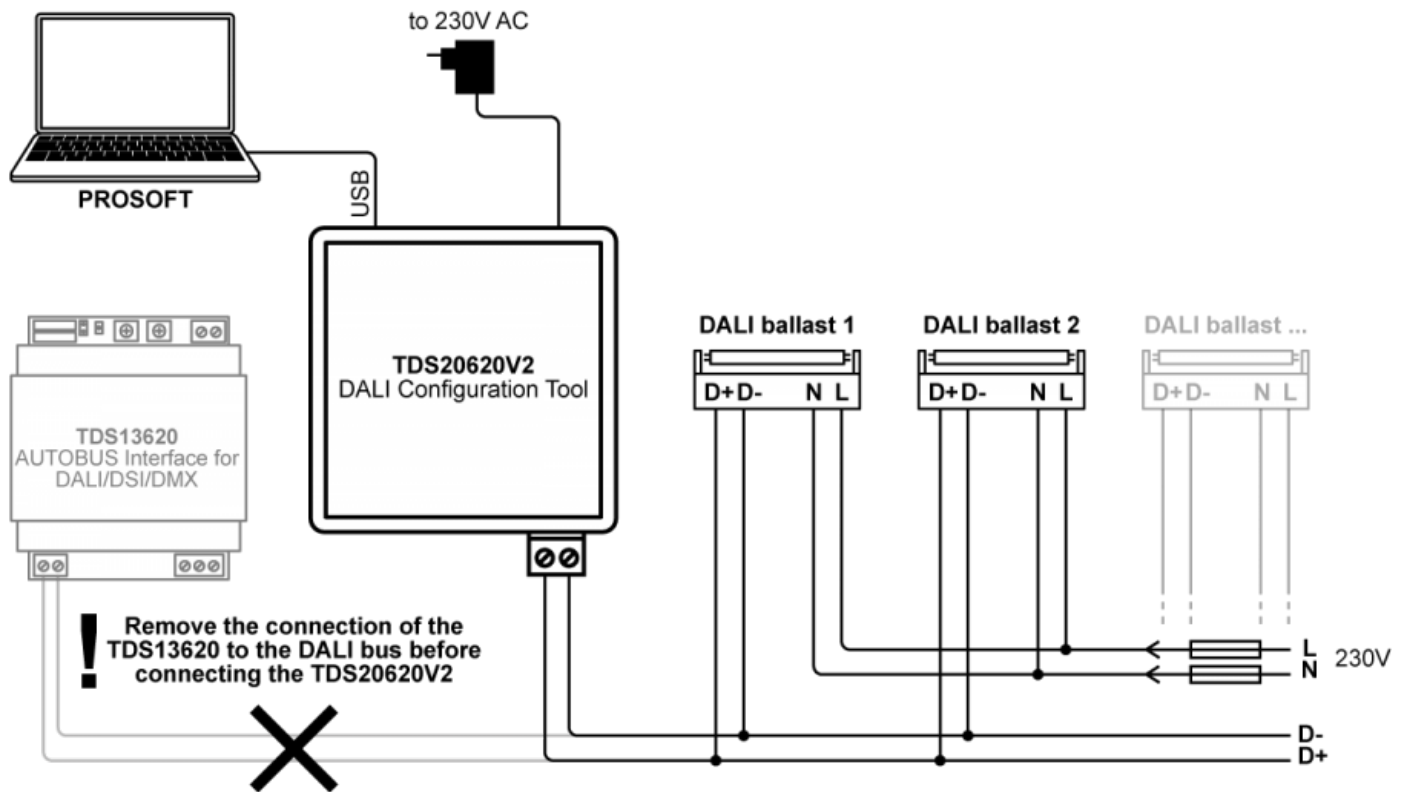 to 230V AC
PROSOFT
USB
TDS20620V2
DALI Configuration Tool
TDS13620
AUTOBUS Interface for
DALI/DSI/DMX
DALI ballast 1
D+ D- N L
DALI ballast 2
D+ D- N L
DALI ballast ...
D+ D- N L
! Remove the connection of the
TDS13620 to the DALI bus before
connecting the TDS20620V2
L
N
230V
D-
D+